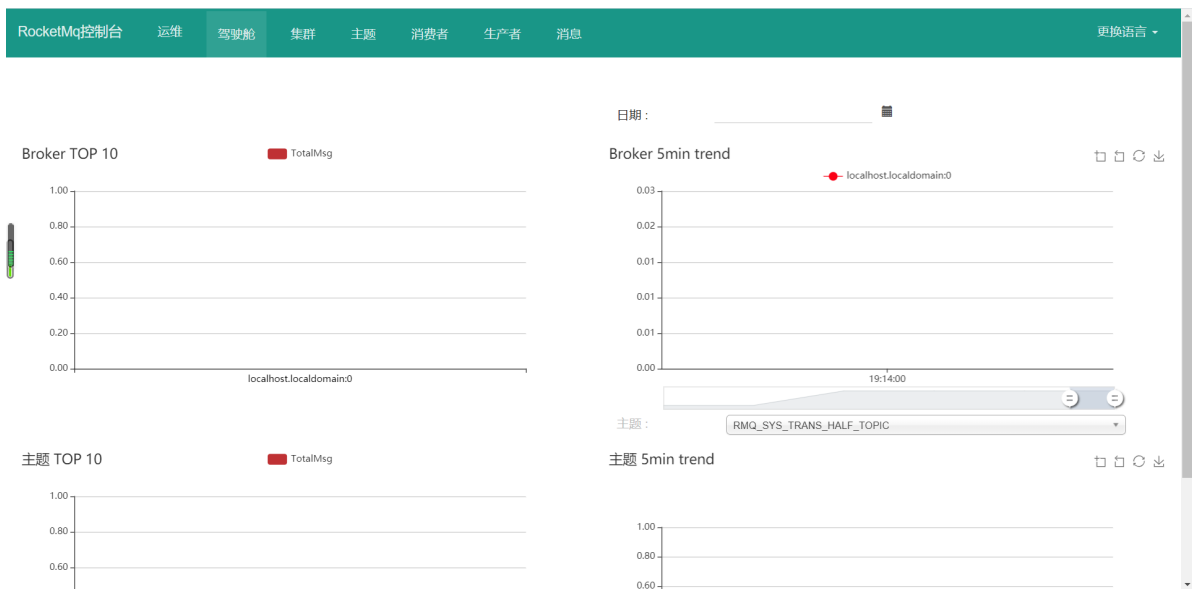 RocketMq控制台 运维 驾驶舱 集群 主题 消费者 生产者 消息 更换语言
日期 :
Broker TOP 10
TotalMsg
1.00
0.80
0.60
0.40
0.20
0.00
localhost.localdomain:0
Broker 5min trend
localhost.localdomain:0
0.03
0.02
0.01
0.01
0.01
0.00
19:14:00
主题 :
RMQ_SYS_TRANS_HALF_TOPIC
主题 TOP 10
TotalMsg
1.00
0.80
0.60
主题 5min trend
1.00
0.80
0.60